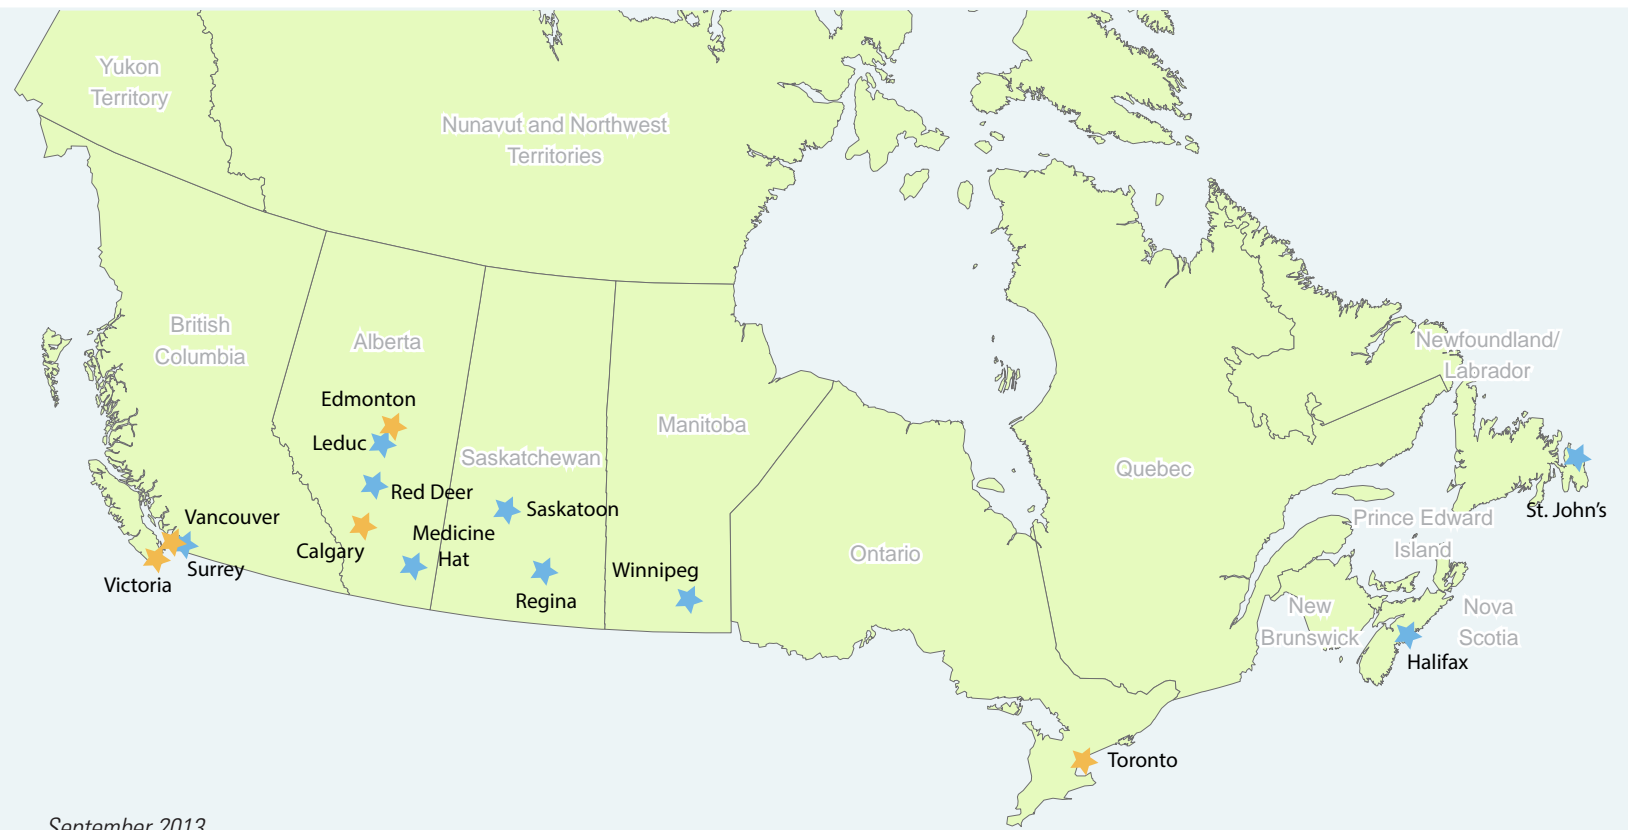 Yukon
Territory
Nunavut and Northwest
Territories
British
Columbia
Alberta
Newfoundland/
Labrador
Edmonton
Manitoba
Leduc
Saskatchewan
Quebec
Red Deer
Saskatoon
St. John's
Vancouver
Prince Edward
Island
Medicine
Hat
Calgary
Ontario
Surrey
Winnipeg
Victoria
Regina
New
Brunswick
Nova
Scotia
Halifax
Toronto
September 2013